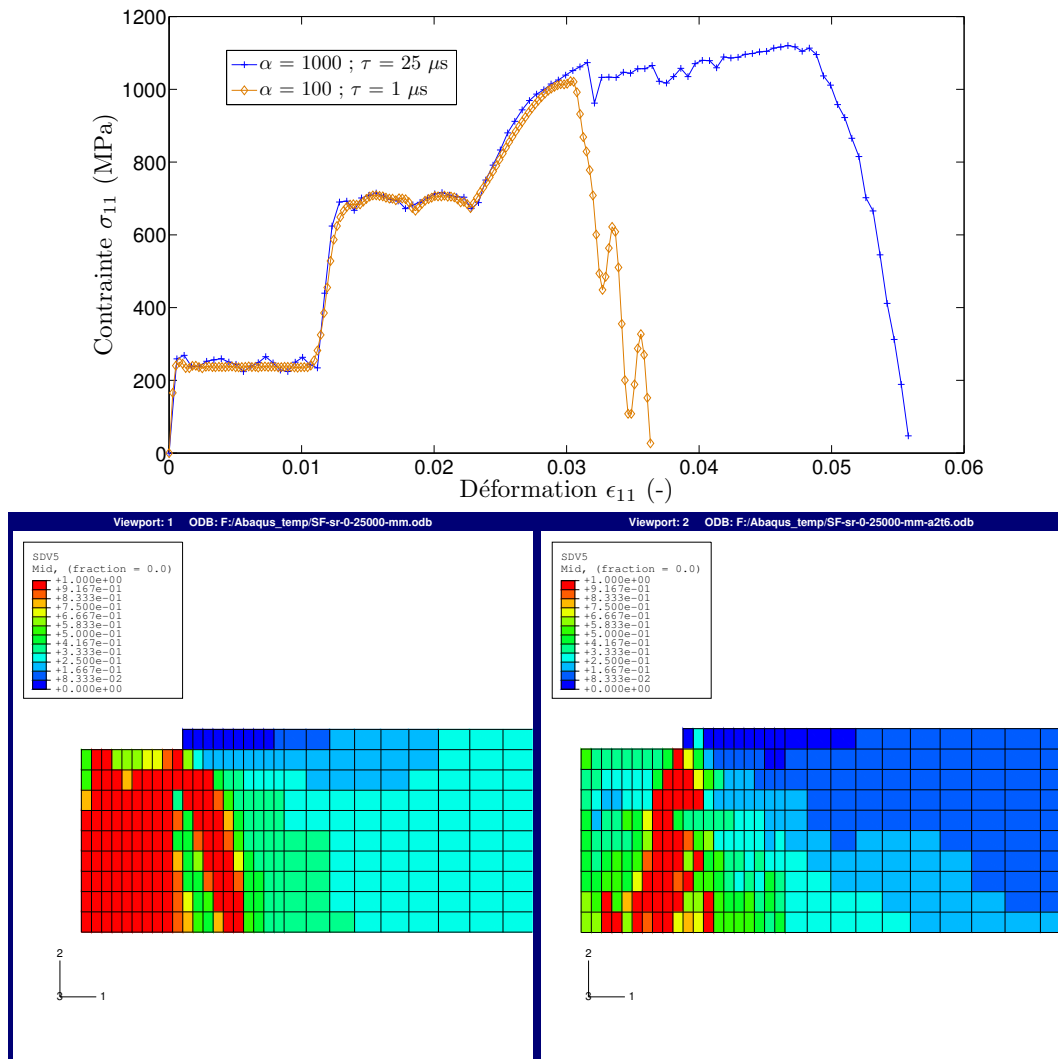 1200
1000
800
600
400
200
0
Contrainte σ11 (MPa)
α = 1000 ; τ = 25 μs
α = 100 ; τ = 1 μs
0 0.01 0.02 0.03 0.04 0.05 0.06
Déformation ϵ11 (-)
Viewport: 1 ODB: F:/Abaqus_temp/SF-sr-0-25000-mm.odb
SDV5
Mid, (fraction = 0.0)
+1.000e+00
+9.167e-01
+8.333e-01
+7.500e-01
+6.667e-01
+5.833e-01
+5.000e-01
+4.167e-01
+3.333e-01
+2.500e-01
+1.667e-01
+8.333e-02
+0.000e+00
2
3 1
Viewport: 2 ODB: F:/Abaqus_temp/SF-sr-0-25000-mm-a2t6.odb
SDV5
Mid, (fraction = 0.0)
+1.000e+00
+9.167e-01
+8.333e-01
+7.500e-01
+6.667e-01
+5.833e-01
+5.000e-01
+4.167e-01
+3.333e-01
+2.500e-01
+1.667e-01
+8.333e-02
+0.000e+00
2
3 1